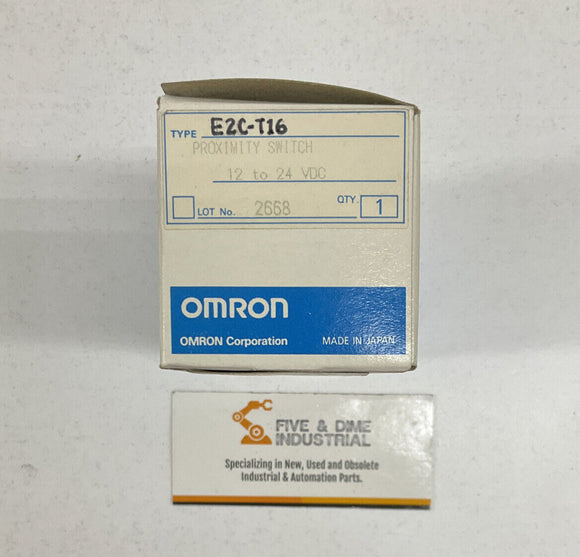 TYPE E2C-T16
PROXIMITY SWITCH
12 to 24 VDC
LOT No. 2668 QTY. 1
OMRON
OMRON Corporation MADE IN JAPAN
FIVE & DIME
INDUSTRIAL
Specializing in New, Used and Obsolete
Industrial & Automation Parts.